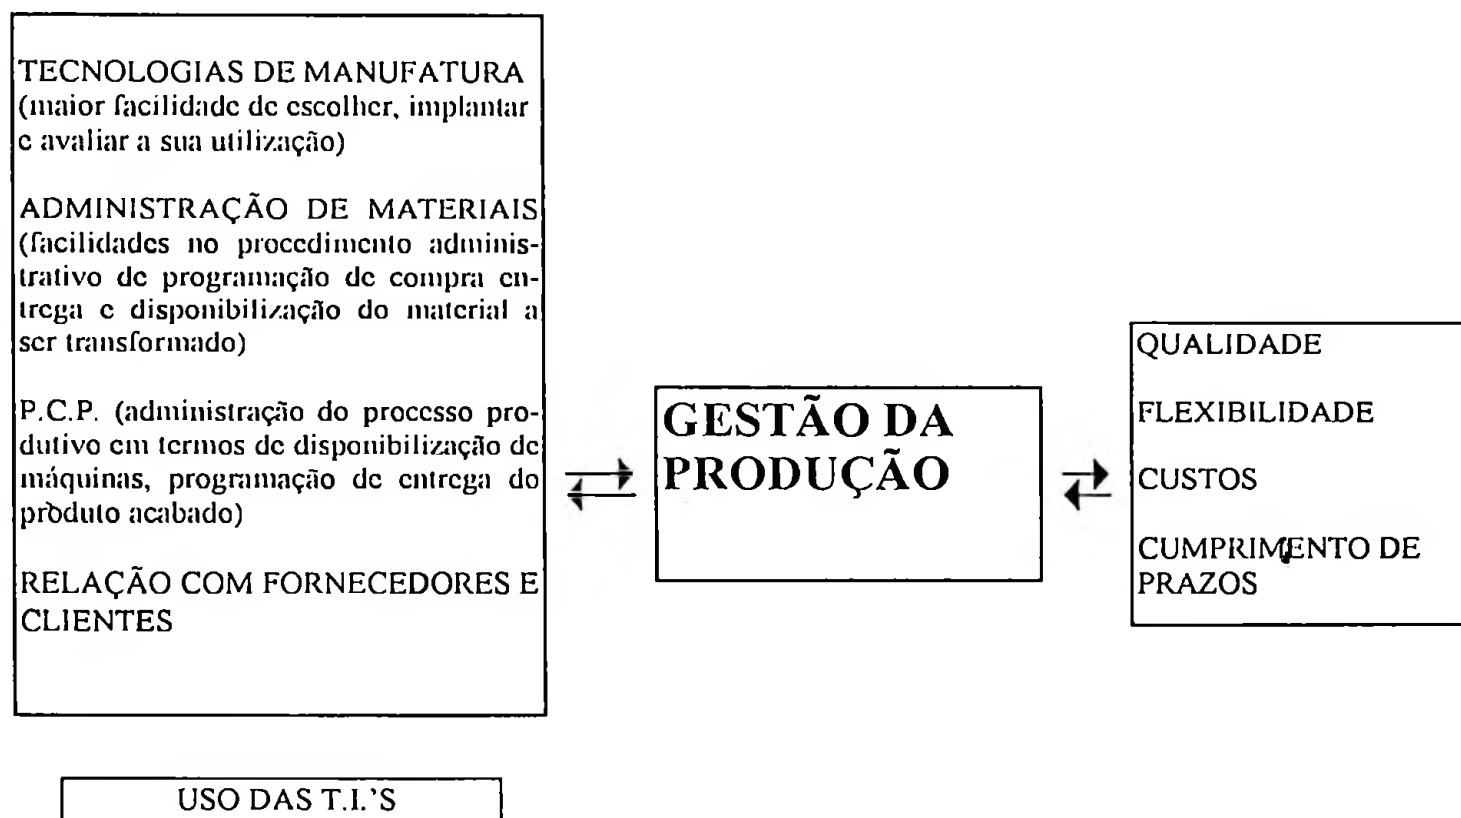 TECNOLOGIAS DE MANUFATURA
(maior facilidade de escolher, implantar
e avaliar a sua utilização)
ADMINISTRAÇÃO DE MATERIAIS
(facilidades no procedimento adminis-
trativo de programação de compra en-
trega e disponibilização do material a
ser transformado)
P.C.P. (administração do processo pro-
dutivo em termos de disponibilização de
máquinas, programação de entrega do
produto acabado)
RELAÇÃO COM FORNECEDORES E
CLIENTES
GESTÃO DA
PRODUÇÃO
QUALIDADE
FLEXIBILIDADE
CUSTOS
CUMPRIMENTO DE
PRAZOS
USO DAS T.I.'S